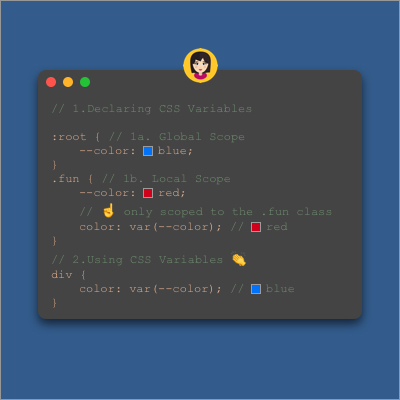 // 1.Declaring CSS Variables
:root { // 1a. Global Scope
--color: blue;
}
.fun { // 1b. Local Scope
--color: red;
// ☝ only scoped to the .fun class
color: var(--color); // red
}
// 2.Using CSS Variables 👏
div {
color: var(--color); // blue
}